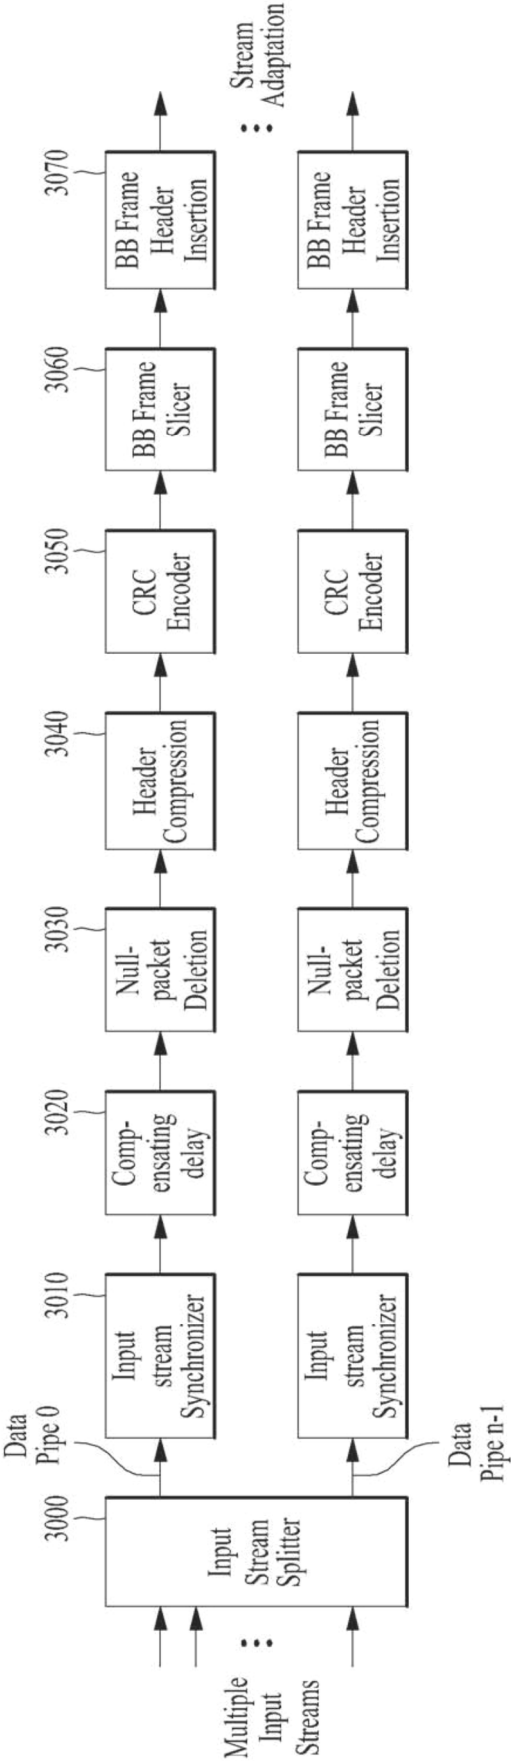 Multiple
Input
Streams
3000
Input
Stream
Splitter
Data
Pipe 0
Data
Pipe n-1
3010
Input
stream
Synchronizer
3020
Comp-
ensating
delay
3030
Null-
packet
Deletion
3040
Header
Compression
3050
CRC
Encoder
3060
BB Frame
Slicer
3070
BB Frame
Header
Insertion
Input
stream
Synchronizer
Comp-
ensating
delay
Null-
packet
Deletion
Header
Compression
CRC
Encoder
BB Frame
Slicer
BB Frame
Header
Insertion
Stream
Adaptation